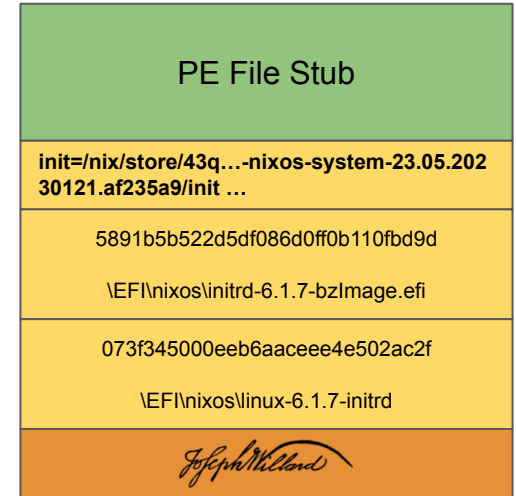 PE File Stub
init=/nix/store/43q…-nixos-system-23.05.202
30121.af235a9/init …
5891b5b522d5df086d0ff0b110fbd9d
\EFI\nixos\initrd-6.1.7-bzImage.efi
073f345000eeb6aaceee4e502ac2f
\EFI\nixos\linux-6.1.7-initrd
Joseph Willard